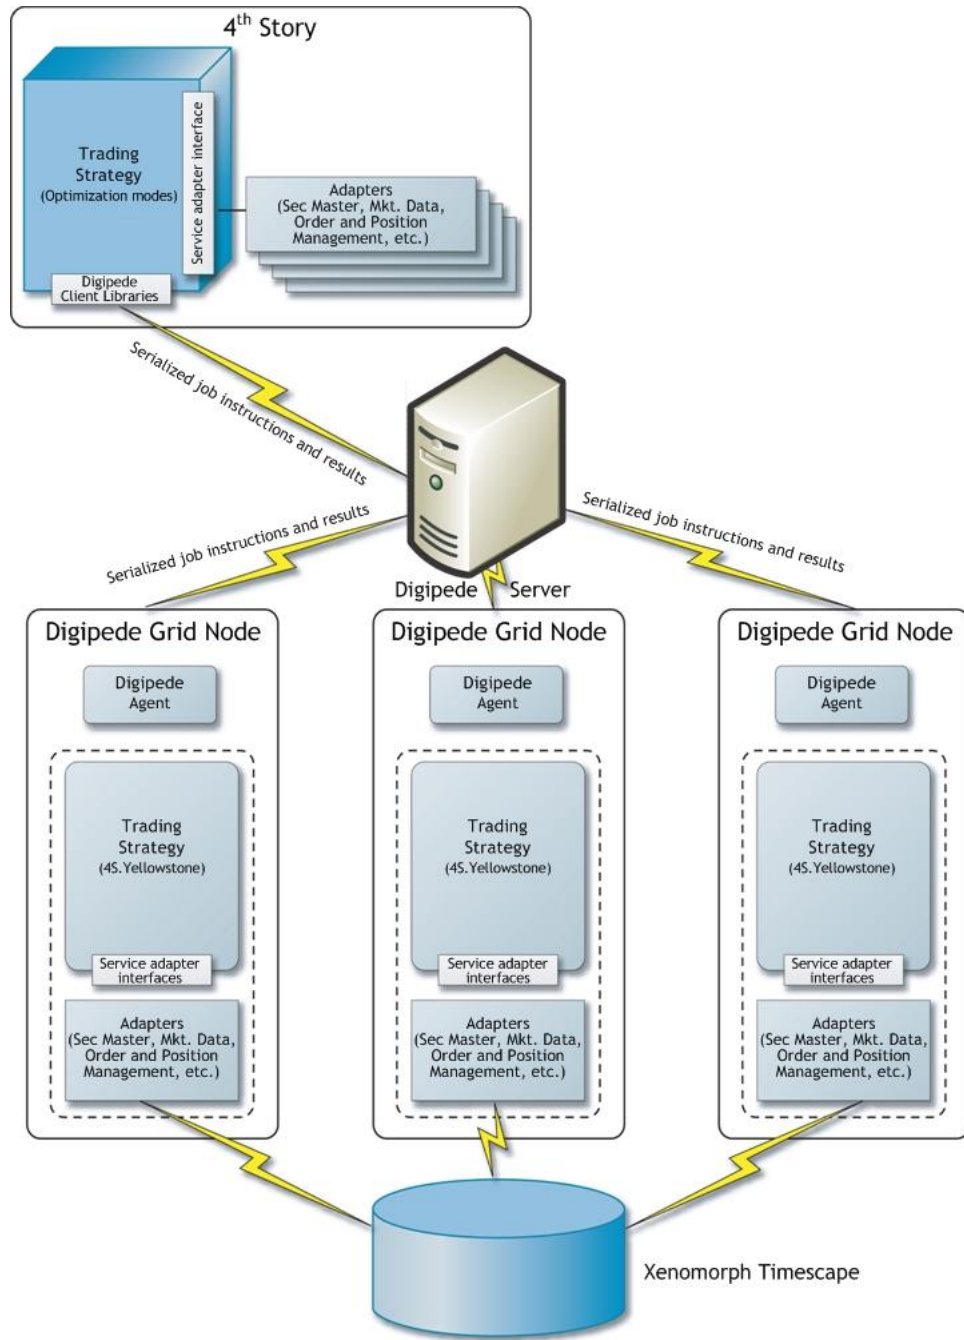 4th Story
Trading
Strategy
(Optimization modes)
Service adapter interface
Adapters
(Sec Master, Mkt. Data,
Order and Position
Management, etc.)
Digipede
Client Libraries
Serialized job instructions and results
Serialized job instructions and results
Serialized job instructions and results
Digipede Server
Digipede Grid Node
Digipede
Agent
Trading
Strategy
(4S.Yellowstone)
Service adapter
interfaces
Adapters
(Sec Master, Mkt. Data,
Order and Position
Management, etc.)
Digipede Grid Node
Digipede
Agent
Trading
Strategy
(4S.Yellowstone)
Service adapter
interfaces
Adapters
(Sec Master, Mkt. Data,
Order and Position
Management, etc.)
Digipede Grid Node
Digipede
Agent
Trading
Strategy
(4S.Yellowstone)
Service adapter
interfaces
Adapters
(Sec Master, Mkt. Data,
Order and Position
Management, etc.)
Xenomorph Timescape